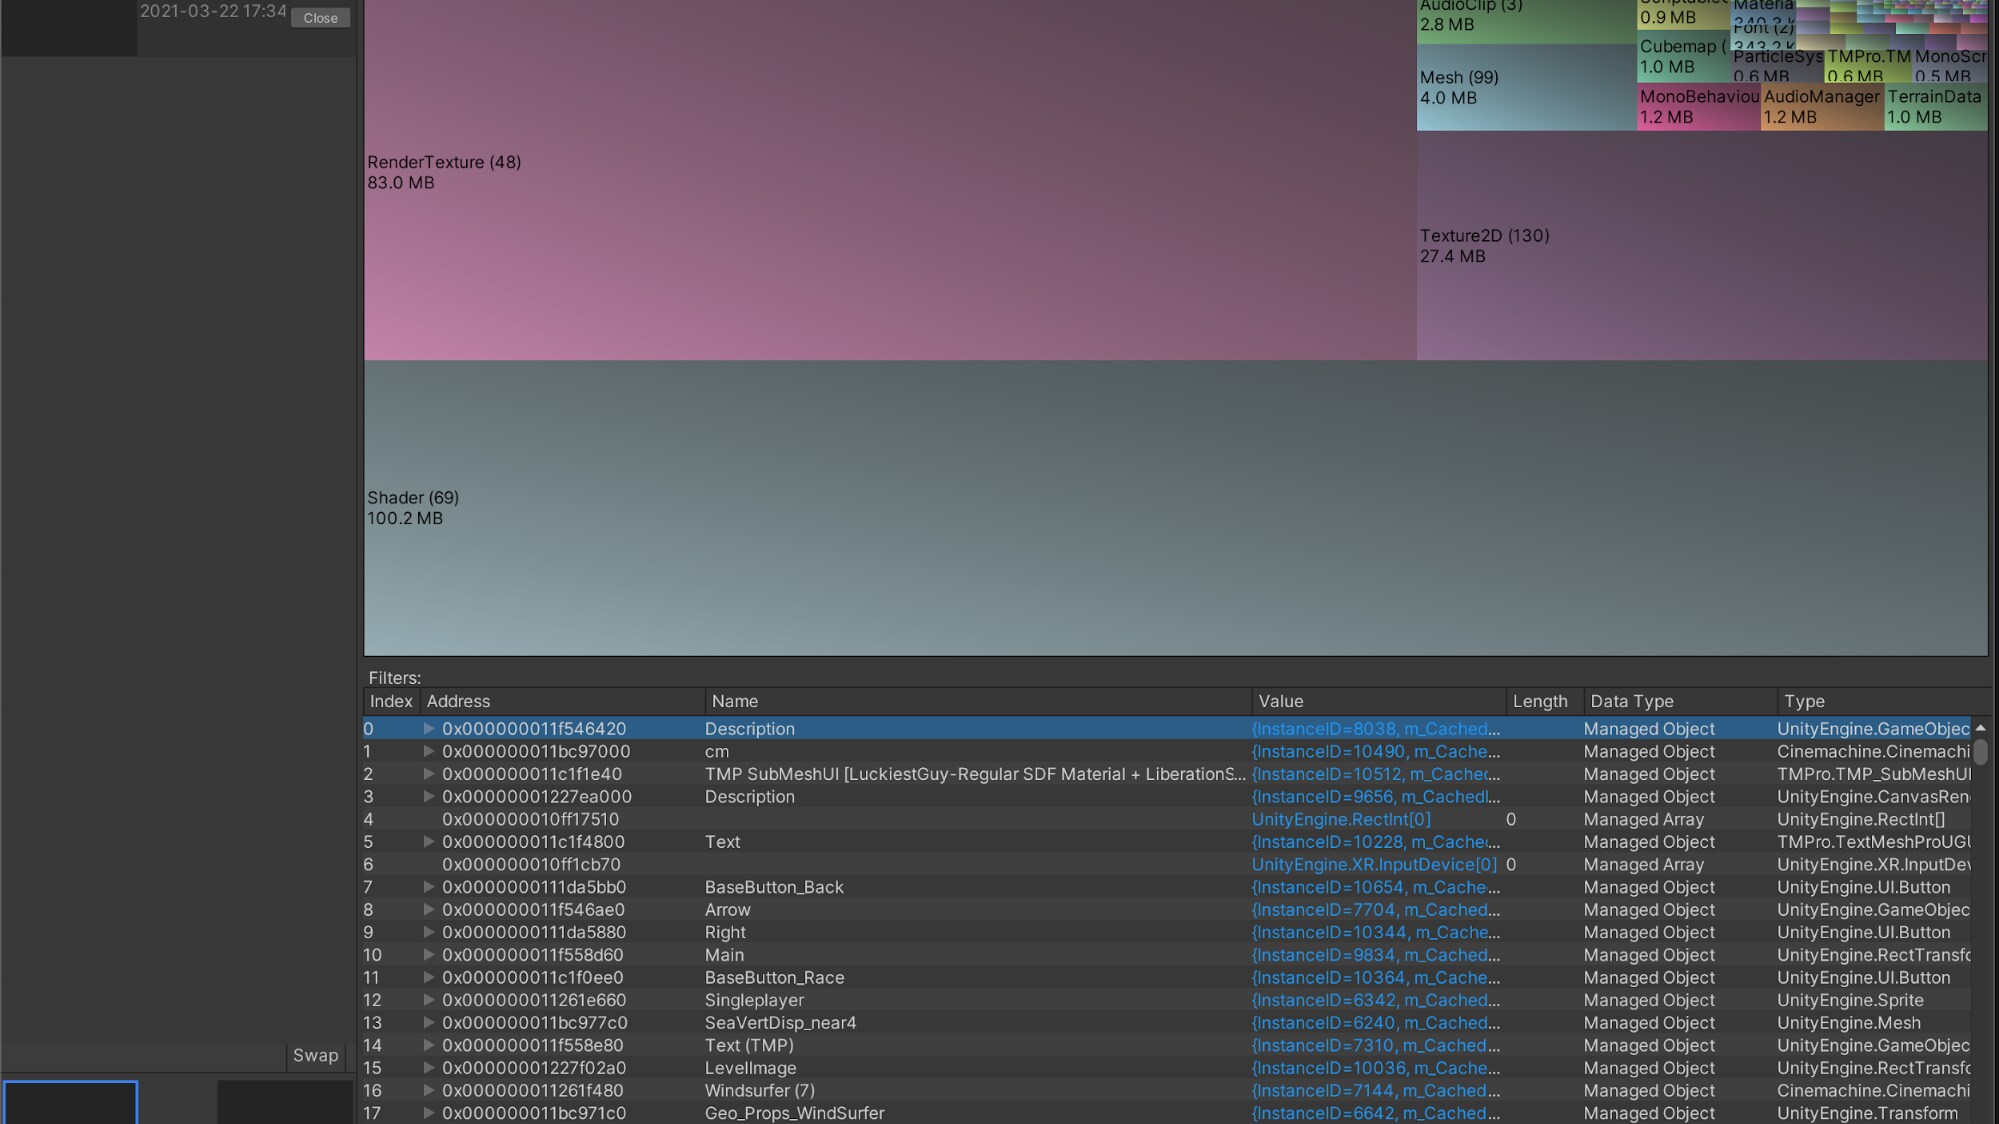 2021-03-22 17:34
Close
AudioClip (3)
2.8 MB
0.9 MB
Materia
Font (2)
Mesh (99)
4.0 MB
Cubemap (
1.0 MB
ParticleSys
0.6 MB
TMPro.TM
0.6 MB
MonoScr
0.5 MB
MonoBehaviou
1.2 MB
AudioManager
1.2 MB
TerrainData
1.0 MB
RenderTexture (48)
83.0 MB
Texture2D (130)
27.4 MB
Shader (69)
100.2 MB
Filters:
Index Address Name Value Length Data Type Type
0 0x000000011f546420 Description {InstanceID=8038, m_Cached... Managed Object UnityEngine.GameObjec
1 0x000000011bc97000 cm {InstanceID=10490, m_Cache... Managed Object Cinemachine.Cinemachi
2 0x000000011c1f1e40 TMP SubMeshUI [LuckiestGuy-Regular SDF Material + LiberationS... {InstanceID=10512, m_Cached... Managed Object TMPro.TMP_SubMeshUI
3 0x00000001227ea000 Description {InstanceID=9656, m_CachedI... Managed Object UnityEngine.CanvasRen
4 0x000000010ff17510 UnityEngine.RectInt[0] 0 Managed Array UnityEngine.RectInt[]
5 0x000000011c1f4800 Text {InstanceID=10228, m_Cached... Managed Object TMPro.TextMeshProUGU
6 0x000000010ff1cb70 UnityEngine.XR.InputDevice[0] 0 Managed Array UnityEngine.XR.InputDev
7 0x0000000111da5bb0 BaseButton_Back {InstanceID=10654, m_Cache... Managed Object UnityEngine.UI.Button
8 0x000000011f546ae0 Arrow {InstanceID=7704, m_Cached... Managed Object UnityEngine.GameObjec
9 0x0000000111da5880 Right {InstanceID=10344, m_Cache... Managed Object UnityEngine.UI.Button
10 0x000000011f558d60 Main {InstanceID=9834, m_Cached... Managed Object UnityEngine.RectTransfo
11 0x000000011c1f0ee0 BaseButton_Race {InstanceID=10364, m_Cache... Managed Object UnityEngine.UI.Button
12 0x000000011261e660 Singleplayer {InstanceID=6342, m_Cached... Managed Object UnityEngine.Sprite
13 0x000000011bc977c0 SeaVertDisp_near4 {InstanceID=6240, m_Cached... Managed Object UnityEngine.Mesh
14 0x000000011f558e80 Text (TMP) {InstanceID=7310, m_Cached... Managed Object UnityEngine.GameObjec
15 0x00000001227f02a0 LevelImage {InstanceID=10036, m_Cache... Managed Object UnityEngine.RectTransfo
16 0x000000011261f480 Windsurfer (7) {InstanceID=7144, m_Cached... Managed Object Cinemachine.Cinemachi
17 0x000000011bc971c0 Geo_Props_WindSurfer {InstanceID=6642, m_Cached... Managed Object UnityEngine.Transform
Swap